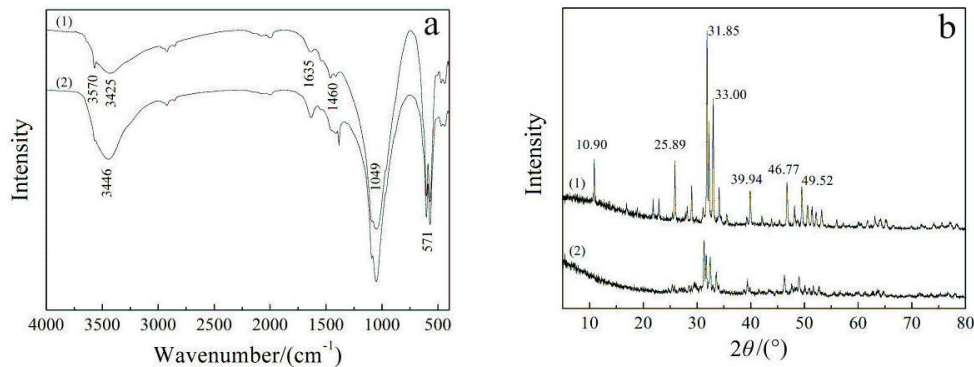 a
(1)
3570
3425
1635
1460
(2)
3446
1049
571
Intensity
4000 3500 3000 2500 2000 1500 1000 500
Wavenumber/(cm⁻¹)
b
31.85
33.00
10.90
25.89
46.77
39.94
49.52
(1)
(2)
Intensity
10 20 30 40 50 60 70 80
2θ/(°)